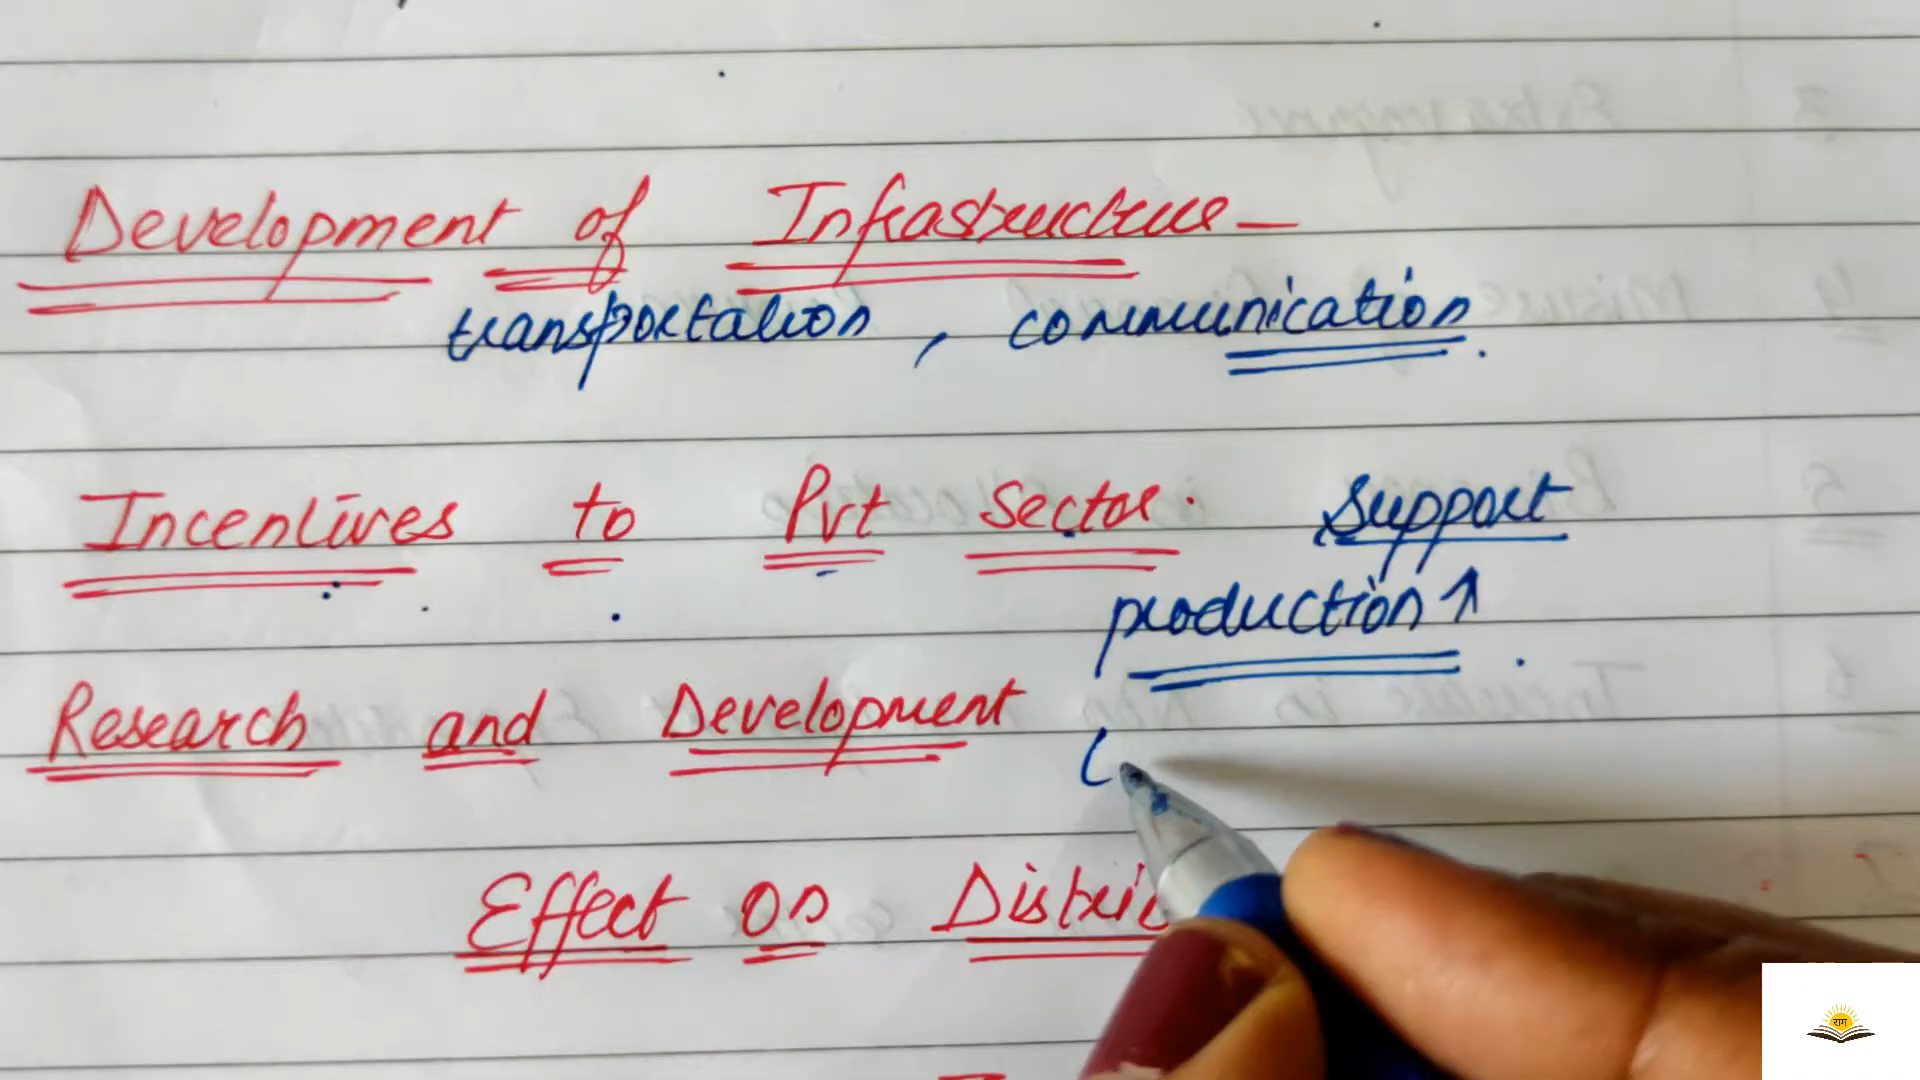 Development of Infrastructure –
transportation , communication.
Incentives to Pvt Sector. Support
production ↑
Research and Development (
Effect on
राम